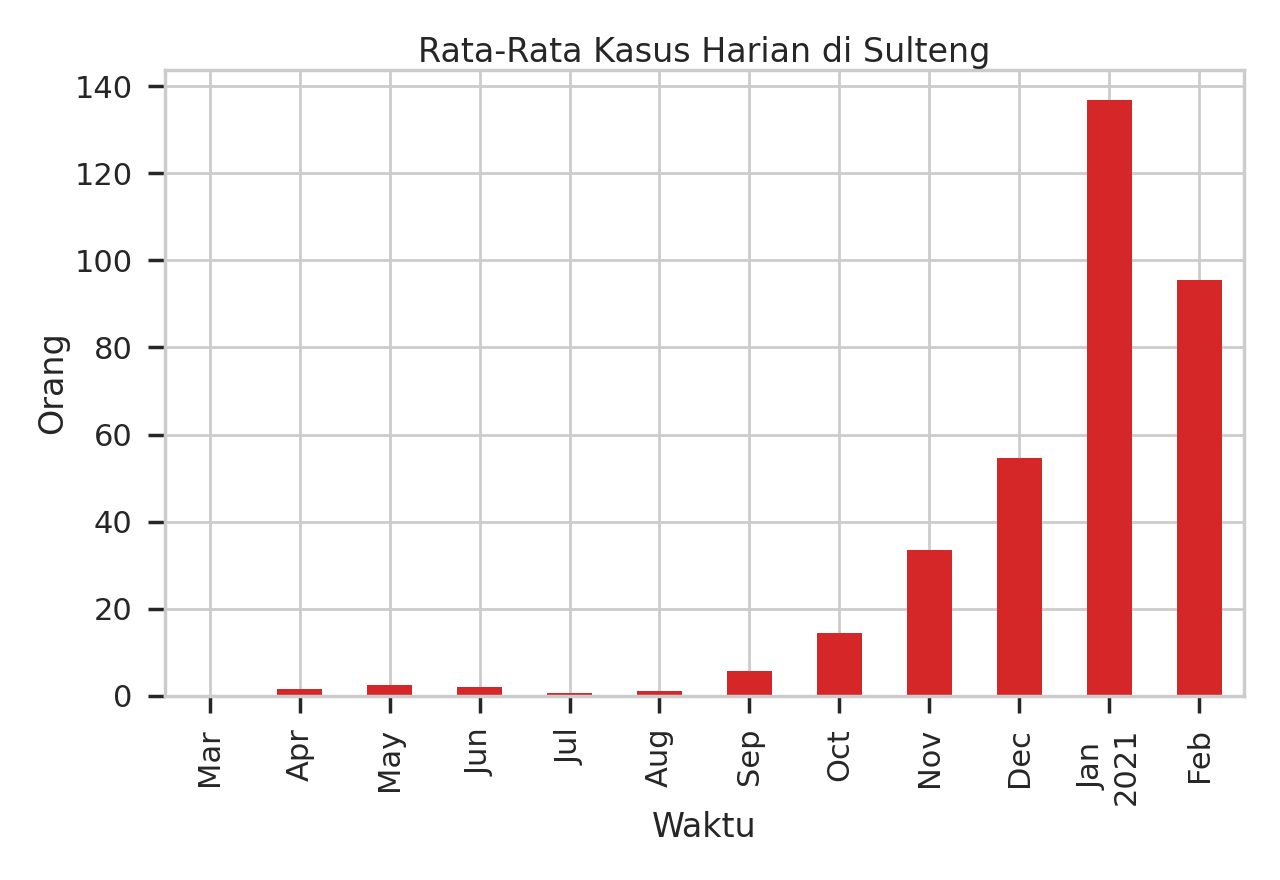 Rata-Rata Kasus Harian di Sulteng
140
120
100
80
60
40
20
0
Orang
Mar
Apr
May
Jun
Jul
Aug
Sep
Oct
Nov
Dec
Jan
2021
Feb
Waktu